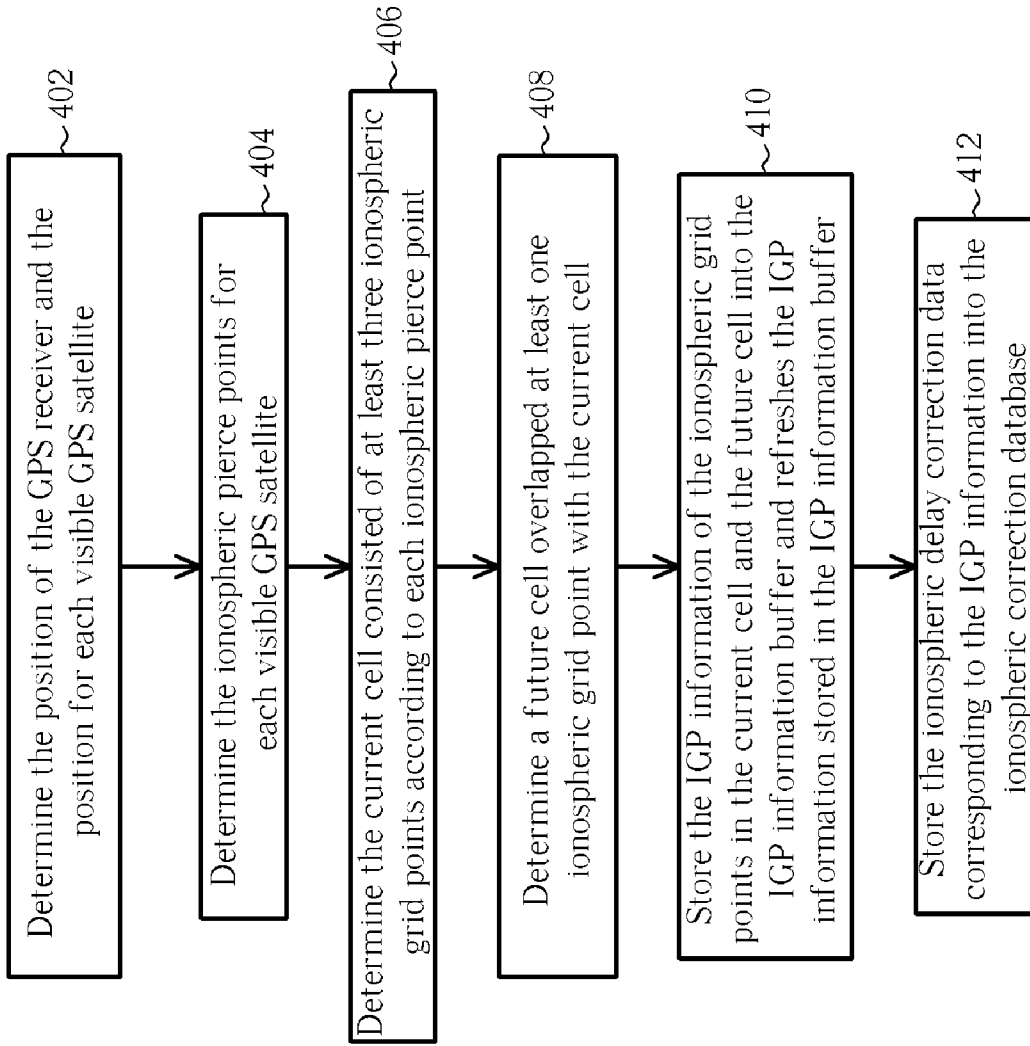 Determine the position of the GPS receiver and the
position for each visible GPS satellite
402
Determine the ionospheric pierce points for
each visible GPS satellite
404
Determine the current cell consisted of at least three ionospheric
grid points according to each ionospheric pierce point
406
Determine a future cell overlapped at least one
ionospheric grid point with the current cell
408
Store the IGP information of the ionospheric grid
points in the current cell and the future cell into the
IGP information buffer and refreshes the IGP
information stored in the IGP information buffer
410
Store the ionospheric delay correction data
corresponding to the IGP information into the
ionospheric correction database
412